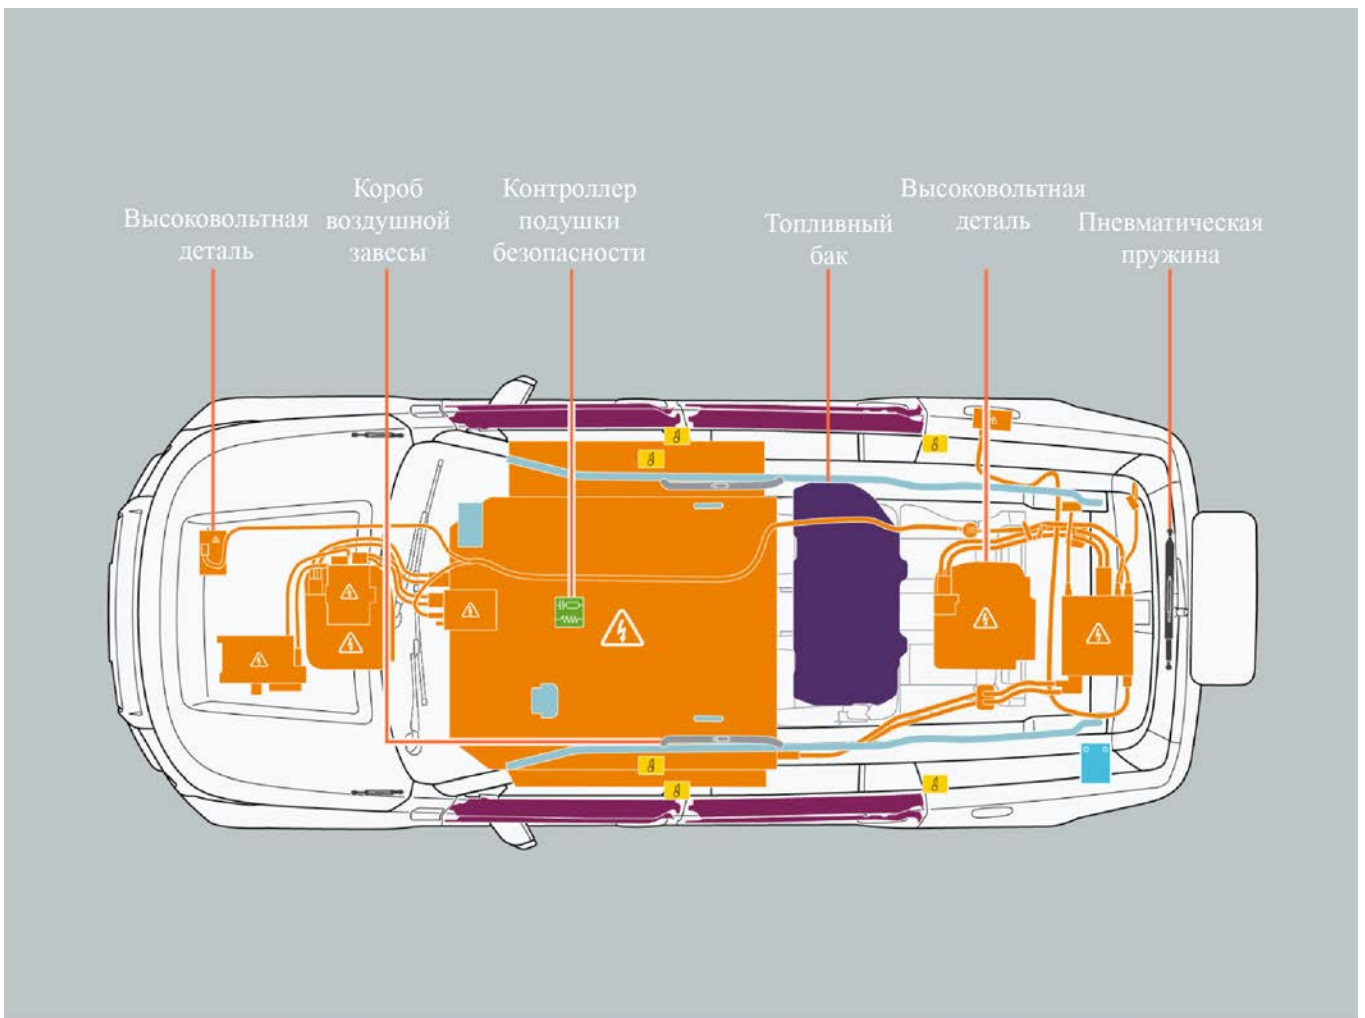 Высоковольтная
деталь
Короб
воздушной
завесы
Контроллер
подушки
безопасности
Топливный
бак
Высоковольтная
деталь
Пневматическая
пружина